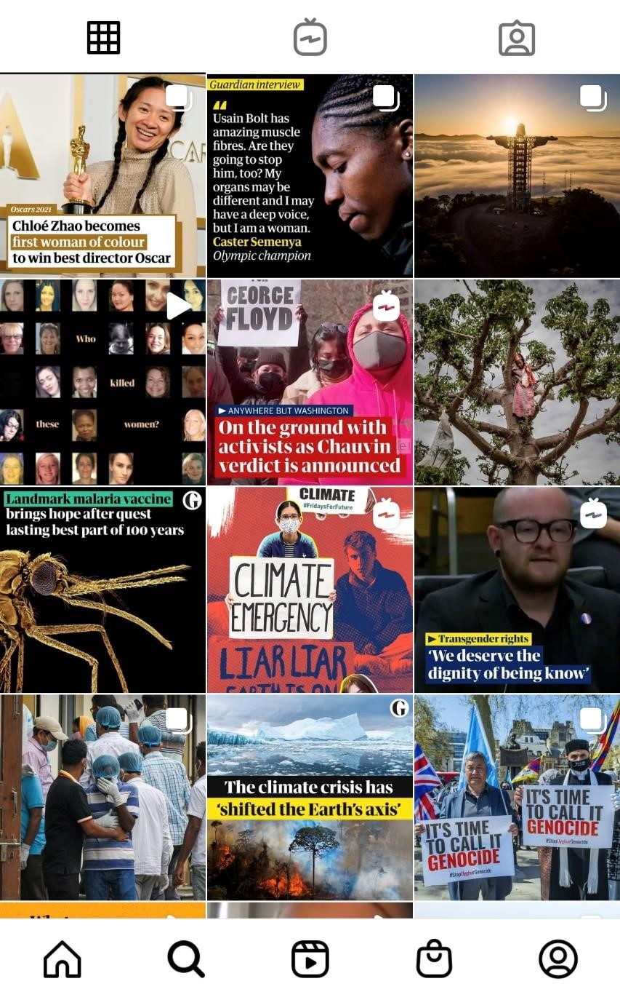 Oscars 2021
Chloé Zhao becomes
first woman of colour
to win best director Oscar
Guardian interview
“
Usain Bolt has
amazing muscle
fibres. Are they
going to stop
him, too? My
organs may be
different and I may
have a deep voice,
but I am a woman.
Caster Semenya
Olympic champion
Who
killed
these
women?
GEORGE
FLOYD
ANYWHERE BUT WASHINGTON
On the ground with
activists as Chauvin
verdict is announced
Landmark malaria vaccine
brings hope after quest
lasting best part of 100 years
G
CLIMATE
#FridaysForFuture
CLIMATE
EMERGENCY
LIAR LIAR
EARTH IS ON
Transgender rights
‘We deserve the
dignity of being know’
G
The climate crisis has
‘shifted the Earth’s axis’
IT'S TIME
TO CALL IT
GENOCIDE
#StopUyghurGenocide
IT'S TIME
TO CALL IT
GENOCIDE
#StopUyghurGenocide